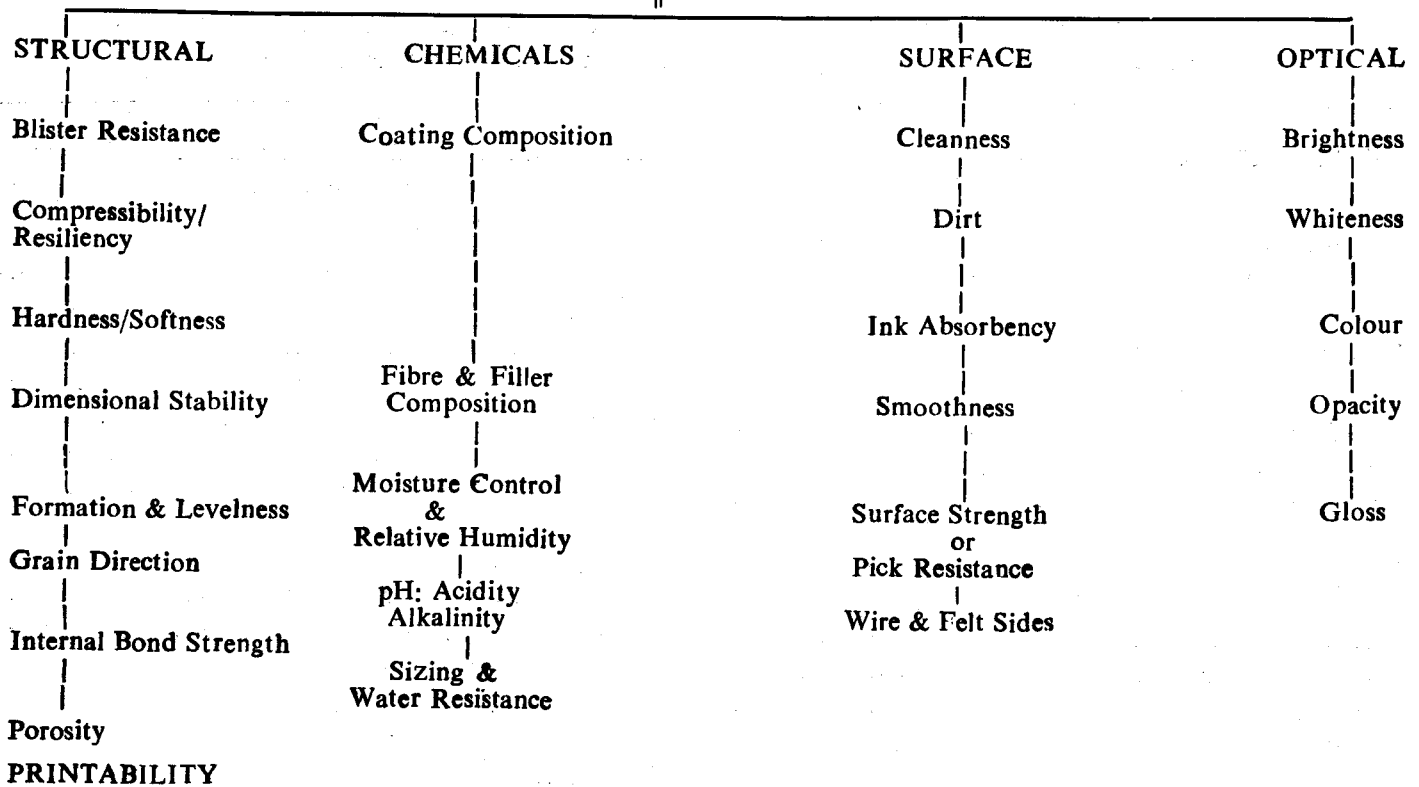 STRUCTURAL
Blister Resistance
Compressibility/
Resiliency
Hardness/Softness
Dimensional Stability
Formation & Levelness
Grain Direction
Internal Bond Strength
Porosity
PRINTABILITY
CHEMICALS
Coating Composition
Fibre & Filler
Composition
Moisture Control
&
Relative Humidity
pH: Acidity
Alkalinity
Sizing &
Water Resistance
SURFACE
Cleanness
Dirt
Ink Absorbency
Smoothness
Surface Strength
or
Pick Resistance
Wire & Felt Sides
OPTICAL
Brightness
Whiteness
Colour
Opacity
Gloss